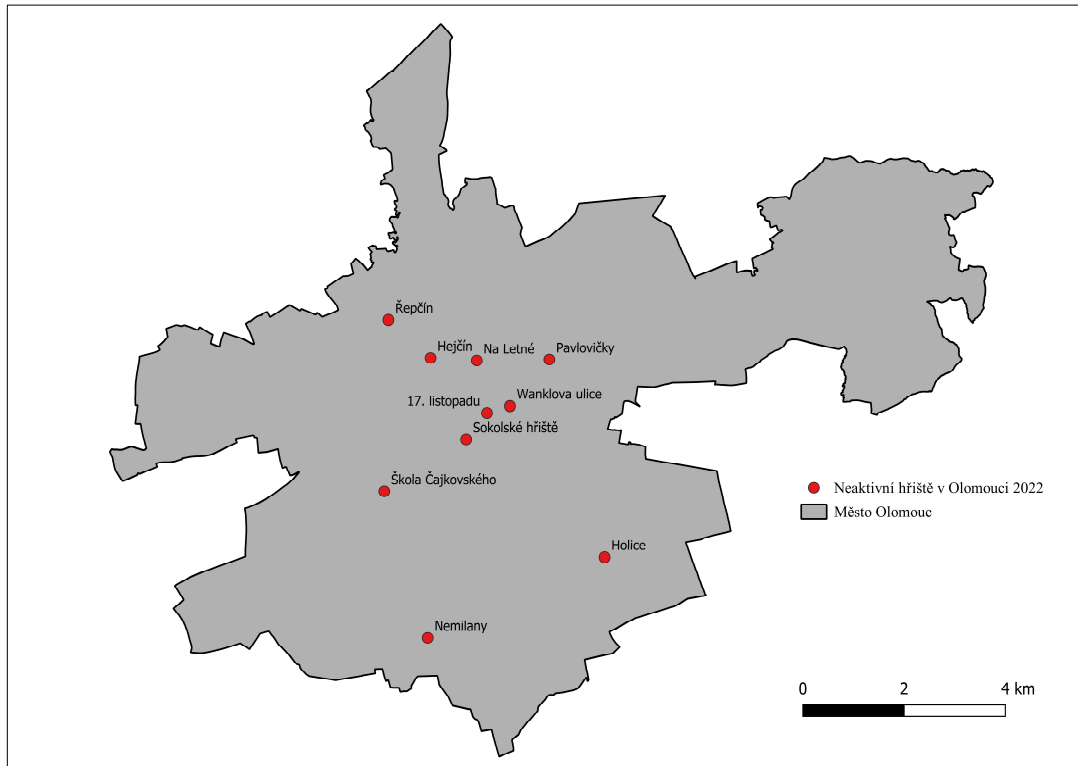 Řepčín
Hejčín
Na Letné
Pavlovičky
Wanklova ulice
17. listopadu
Sokolské hřiště
Škola Čajkovského
Neaktivní hřiště v Olomouci 2022
Město Olomouc
Holice
Nemilany
0 2 4 km